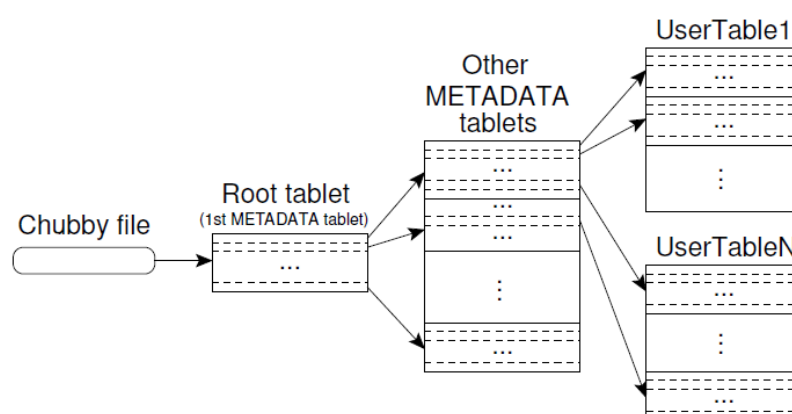 UserTable1
Other
METADATA
tablets
...
...
...
...
...
⋮
Root tablet
(1st METADATA tablet)
...
Chubby file
⋮
...
UserTableN
...
⋮
...